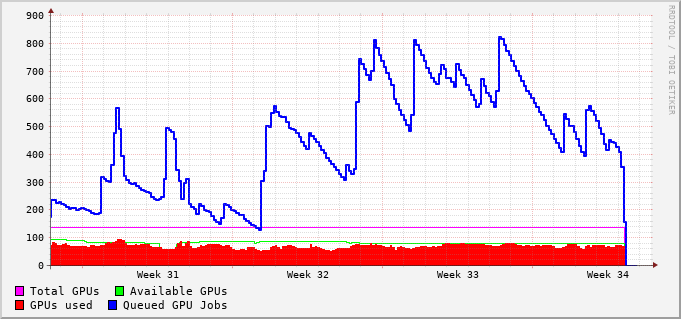 900
800
700
600
500
400
300
200
100
0
Week 31 Week 32 Week 33 Week 34
Total GPUs Available GPUs
GPUs used Queued GPU Jobs
RRDTOOL / TOBI OETIKER